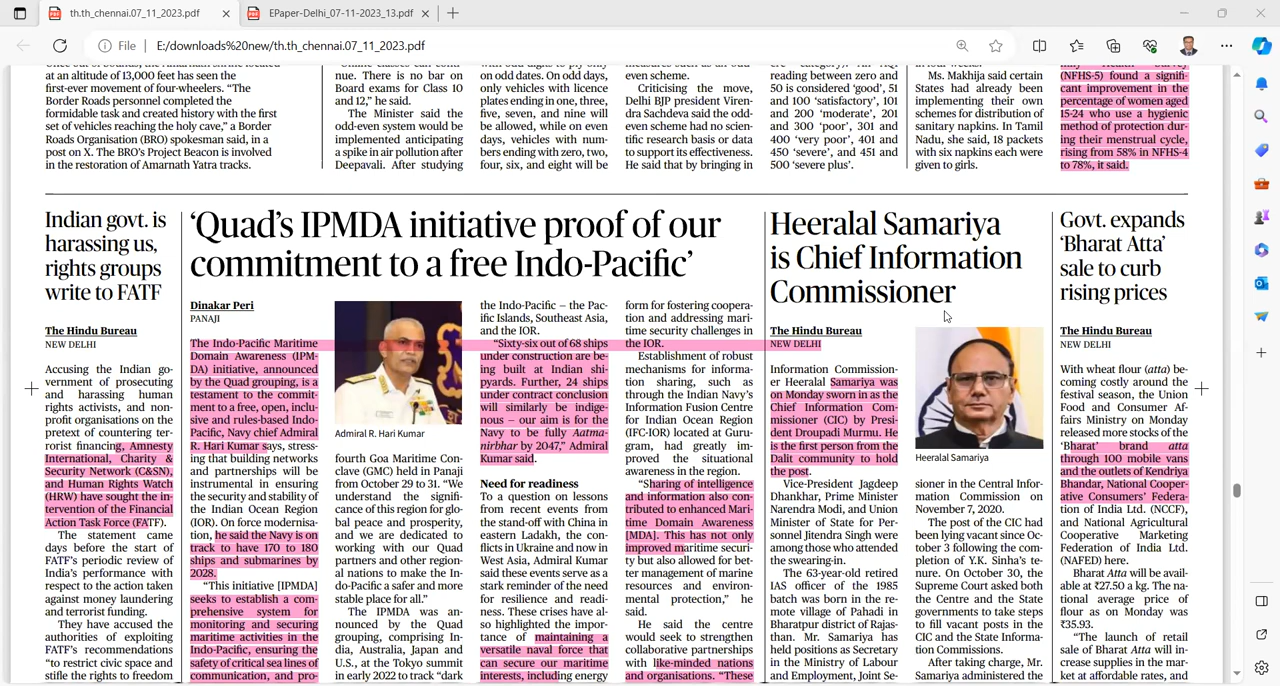 th.th_chennai.07_11_2023.pdf
EPaper-Delhi_07-11-2023_13.pdf
File
E:/downloads%20new/th.th_chennai.07_11_2023.pdf
at an altitude of 13,000 feet has seen the
first-ever movement of four-wheelers. “The
Border Roads personnel completed the
formidable task and created history with the first
set of vehicles reaching the holy cave,” a Border
Roads Organisation (BRO) spokesman said, in a
post on X. The BRO's Project Beacon is involved
in the restoration of Amarnath Yatra tracks.
nue. There is no bar on
Board exams for Class 10
and 12,” he said.
The Minister said the
odd-even system would be
implemented anticipating
a spike in air pollution after
Deepavali. After studying
on odd dates. On odd days,
only vehicles with licence
plates ending in one, three,
five, seven, and nine will
be allowed, while on even
days, vehicles with num-
bers ending with zero, two,
four, six, and eight will be
even scheme.
Criticising the move,
Delhi BJP president Viren-
dra Sachdeva said the odd-
even scheme had no scien-
tific research basis or data
to support its effectiveness.
He said that by bringing in
reading between zero and
50 is considered ‘good’, 51
and 100 ‘satisfactory’, 101
and 200 ‘moderate’, 201
and 300 ‘poor’, 301 and
400 ‘very poor’, 401 and
450 ‘severe’, and 451 and
500 ‘severe plus’.
Ms. Makhija said certain
States had already been
implementing their own
schemes for distribution of
sanitary napkins. In Tamil
Nadu, she said, 18 packets
with six napkins each were
given to girls.
(NFHS-5) found a signifi-
cant improvement in the
percentage of women aged
15-24 who use a hygienic
method of protection dur-
ing their menstrual cycle,
rising from 58% in NFHS-4
to 78%, it said.
Indian govt. is
harassing us,
rights groups
write to FATF
The Hindu Bureau
NEW DELHI
Accusing the Indian go-
vernment of prosecuting
and harassing human
rights activists, and non-
profit organisations on the
pretext of countering ter-
rorist financing, Amnesty
International, Charity &
Security Network (C&SN),
and Human Rights Watch
(HRW) have sought the in-
tervention of the Financial
Action Task Force (FATF).
The statement came
days before the start of
FATF's periodic review of
India's performance with
respect to the action taken
against money laundering
and terrorist funding.
They have accused the
authorities of exploiting
FATF's recommendations
“to restrict civic space and
stifle the rights to freedom
‘Quad's IPMDA initiative proof of our
commitment to a free Indo-Pacific’
Dinakar Peri
PANAJI
The Indo-Pacific Maritime
Domain Awareness (IPM-
DA) initiative, announced
by the Quad grouping, is a
testament to the commit-
ment to a free, open, inclu-
sive and rules-based Indo-
Pacific, Navy chief Admiral
R. Hari Kumar says, stress-
ing that building networks
and partnerships will be
instrumental in ensuring
the security and stability of
the Indian Ocean Region
(IOR). On force modernisa-
tion, he said the Navy is on
track to have 170 to 180
ships and submarines by
2028.
“This initiative [IPMDA]
seeks to establish a com-
prehensive system for
monitoring and securing
maritime activities in the
Indo-Pacific, ensuring the
safety of critical sea lines of
communication, and pro-
Admiral R. Hari Kumar
fourth Goa Maritime Con-
clave (GMC) held in Panaji
from October 29 to 31. “We
understand the signifi-
cance of this region for glo-
bal peace and prosperity,
and we are dedicated to
working with our Quad
partners and other region-
al nations to make the In-
do-Pacific a safer and more
stable place for all.”
The IPMDA was an-
nounced by the Quad
grouping, comprising In-
dia, Australia, Japan and
U.S., at the Tokyo summit
in early 2022 to track “dark
the Indo-Pacific – the Pac-
ific Islands, Southeast Asia,
and the IOR.
“Sixty-six out of 68 ships
under construction are be-
ing built at Indian shi-
pyards. Further, 24 ships
under contract conclusion
will similarly be indige-
nous – our aim is for the
Navy to be fully Aatma-
nirbhar by 2047,” Admiral
Kumar said.
Need for readiness
To a question on lessons
from recent events from
the stand-off with China in
eastern Ladakh, the con-
flicts in Ukraine and now in
West Asia, Admiral Kumar
said these events serve as a
stark reminder of the need
for resilience and readi-
ness. These crises have al-
so highlighted the impor-
tance of maintaining a
versatile naval force that
can secure our maritime
interests, including energy
form for fostering coopera-
tion and addressing mari-
time security challenges in
the IOR.
Establishment of robust
mechanisms for inform-
ation sharing, such as
through the Indian Navy's
Information Fusion Centre
for Indian Ocean Region
(IFC-IOR) located at Guru-
gram, had greatly im-
proved the situational
awareness in the region.
“Sharing of intelligence
and information also con-
tributed to enhanced Mari-
time Domain Awareness
[MDA]. This has not only
improved maritime securi-
ty but also allowed for bet-
ter management of marine
resources and environ-
mental protection,” he
said.
He said the centre
would seek to strengthen
collaborative partnerships
with like-minded nations
and organisations. “These
Heeralal Samariya
is Chief Information
Commissioner
The Hindu Bureau
NEW DELHI
Information Commission-
er Heeralal Samariya was
on Monday sworn in as the
Chief Information Com-
missioner (CIC) by Presi-
dent Droupadi Murmu. He
is the first person from the
Dalit community to hold
the post.
Vice-President Jagdeep
Dhankhar, Prime Minister
Narendra Modi, and Union
Minister of State for Per-
sonnel Jitendra Singh were
among those who attended
the swearing-in.
The 63-year-old retired
IAS officer of the 1985
batch was born in the re-
mote village of Pahadi in
Bharatpur district of Rajas-
than. Mr. Samariya has
held positions as Secretary
in the Ministry of Labour
and Employment, Joint Se-
Heeralal Samariya
sioner in the Central Infor-
mation Commission on
November 7, 2020.
The post of the CIC had
been lying vacant since Oc-
tober 3 following the com-
pletion of Y.K. Sinha's te-
nure. On October 30, the
Supreme Court asked both
the Centre and the State
governments to take steps
to fill vacant posts in the
CIC and the State Informa-
tion Commissions.
After taking charge, Mr.
Samariya administered the
Govt. expands
‘Bharat Atta’
sale to curb
rising prices
The Hindu Bureau
NEW DELHI
With wheat flour (atta) be-
coming costly around the
festival season, the Union
Food and Consumer Af-
fairs Ministry on Monday
released more stocks of the
‘Bharat’ brand atta
through 100 mobile vans
and the outlets of Kendriya
Bhandar, National Cooper-
ative Consumers' Federa-
tion of India Ltd. (NCCF),
and National Agricultural
Cooperative Marketing
Federation of India Ltd.
(NAFED) here.
Bharat Atta will be avail-
able at ₹27.50 a kg. The na-
tional average price of
flour as on Monday was
₹35.93.
“The launch of retail
sale of Bharat Atta will in-
crease supplies in the mar-
ket at affordable rates, and